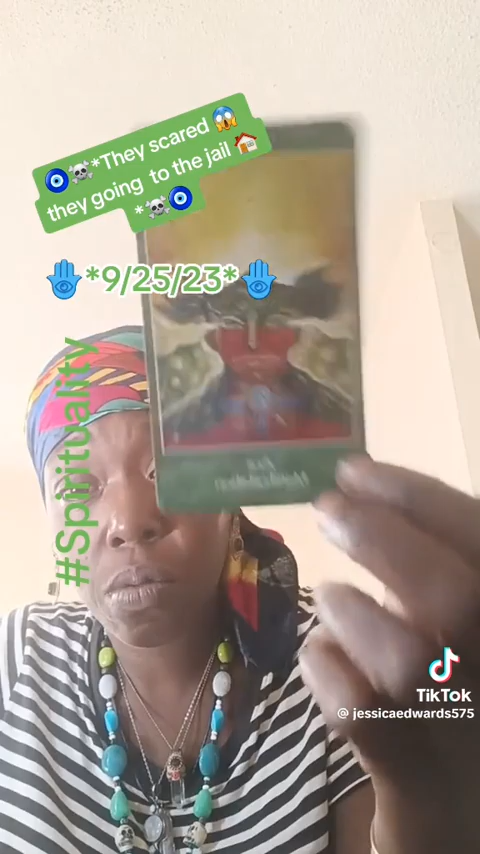 🧿☠️*They scared 😱
they going to the jail 🏠
*☠️🧿
🪬*9/25/23*🪬
#Spirituality
TikTok
@ jessicaedwards575